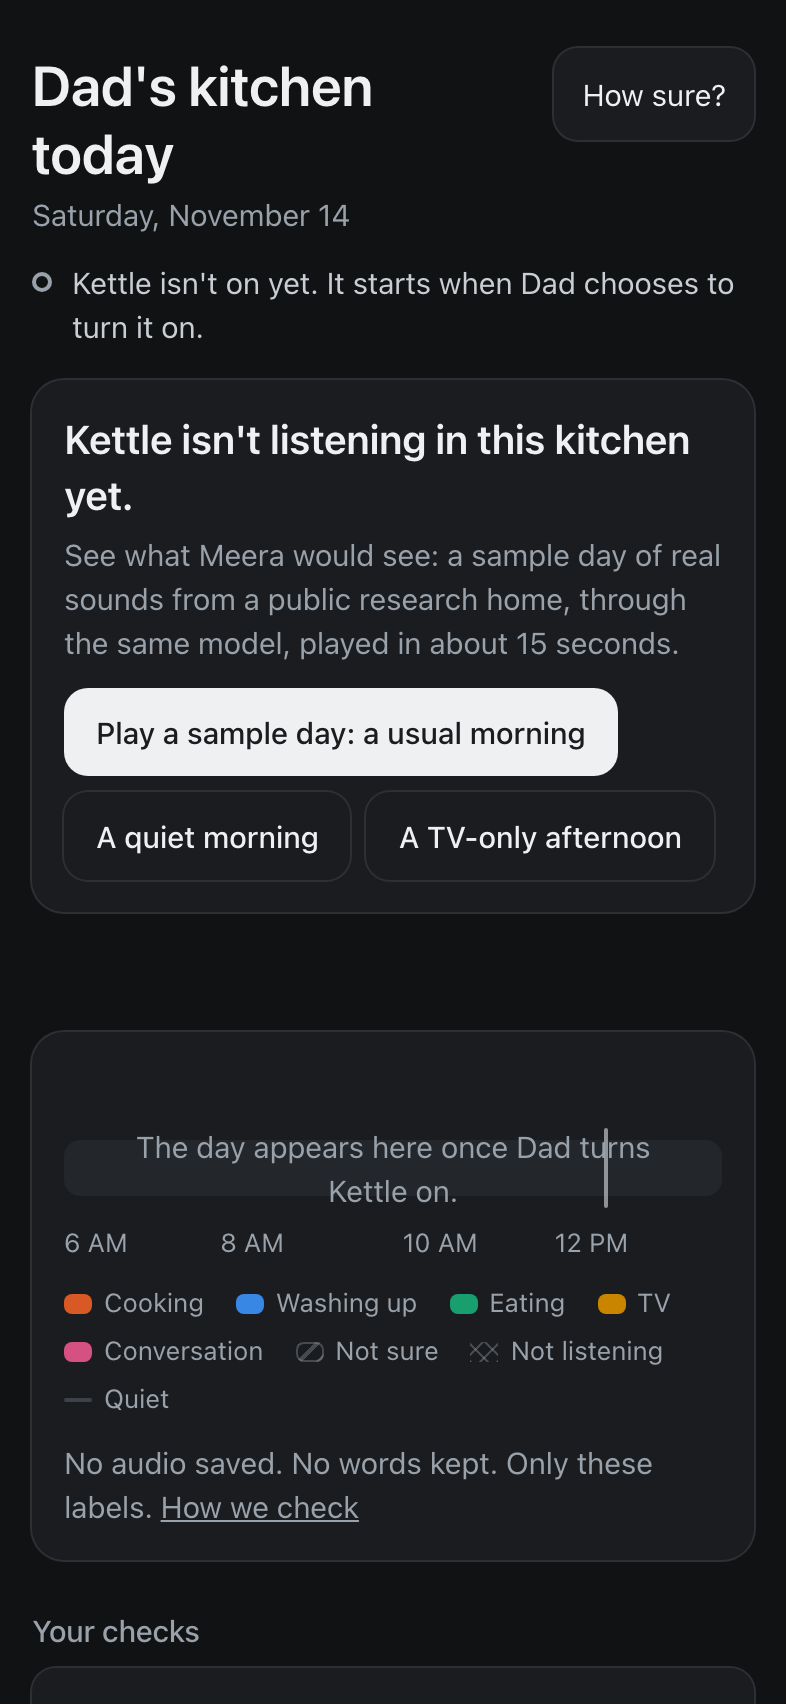 Dad's kitchen
today
How sure?
Saturday, November 14
Kettle isn't on yet. It starts when Dad chooses to
turn it on.
Kettle isn't listening in this kitchen
yet.
See what Meera would see: a sample day of real
sounds from a public research home, through
the same model, played in about 15 seconds.
Play a sample day: a usual morning
A quiet morning
A TV-only afternoon
The day appears here once Dad turns
Kettle on.
6 AM 8 AM 10 AM 12 PM
Cooking Washing up Eating TV
Conversation Not sure Not listening
Quiet
No audio saved. No words kept. Only these
labels. How we check
Your checks